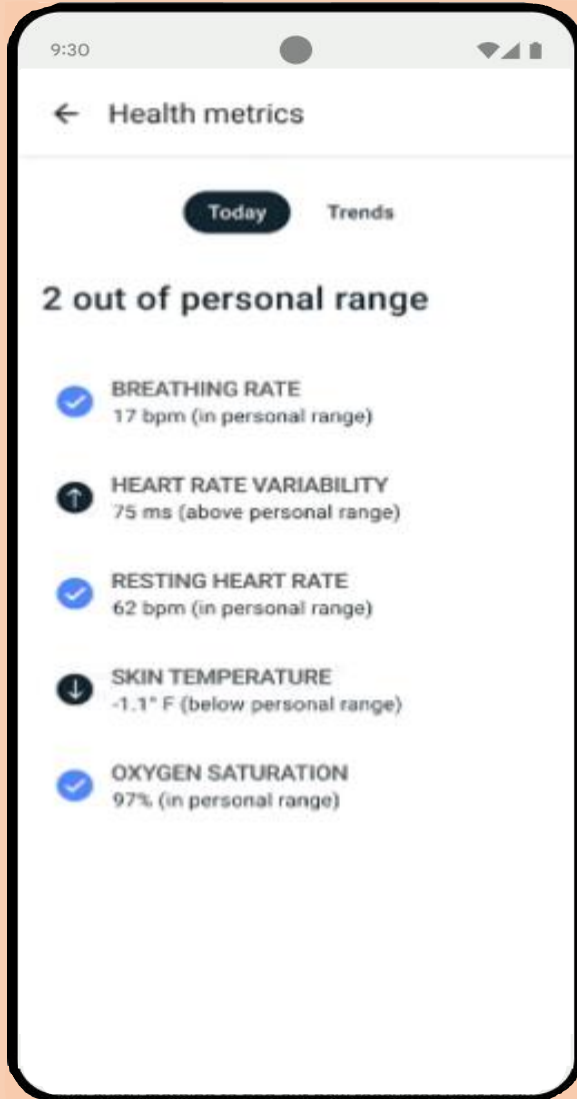 9:30
Health metrics
Today Trends
2 out of personal range
BREATHING RATE
17 bpm (in personal range)
HEART RATE VARIABILITY
75 ms (above personal range)
RESTING HEART RATE
62 bpm (in personal range)
SKIN TEMPERATURE
-1.1° F (below personal range)
OXYGEN SATURATION
97% (in personal range)